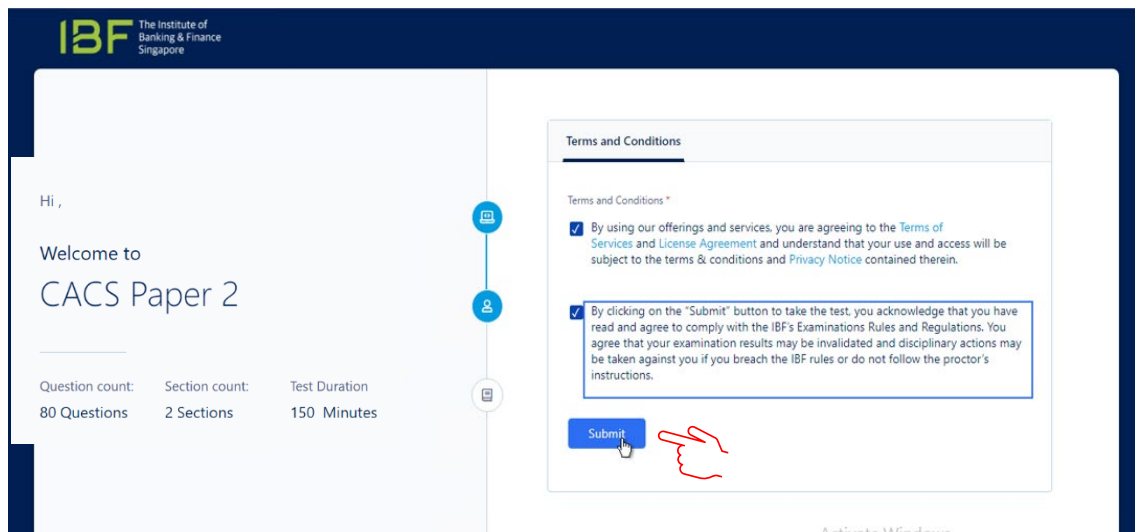 IBF
The Institute of
Banking & Finance
Singapore
Hi ,
Welcome to
CACS Paper 2
Question count: Section count: Test Duration
80 Questions 2 Sections 150 Minutes
Terms and Conditions
Terms and Conditions *
By using our offerings and services, you are agreeing to the Terms of
Services and License Agreement and understand that your use and access will be
subject to the terms & conditions and Privacy Notice contained therein.
By clicking on the "Submit" button to take the test, you acknowledge that you have
read and agree to comply with the IBF's Examinations Rules and Regulations. You
agree that your examination results may be invalidated and disciplinary actions may
be taken against you if you breach the IBF rules or do not follow the proctor's
instructions.
Submit
Activate Windows